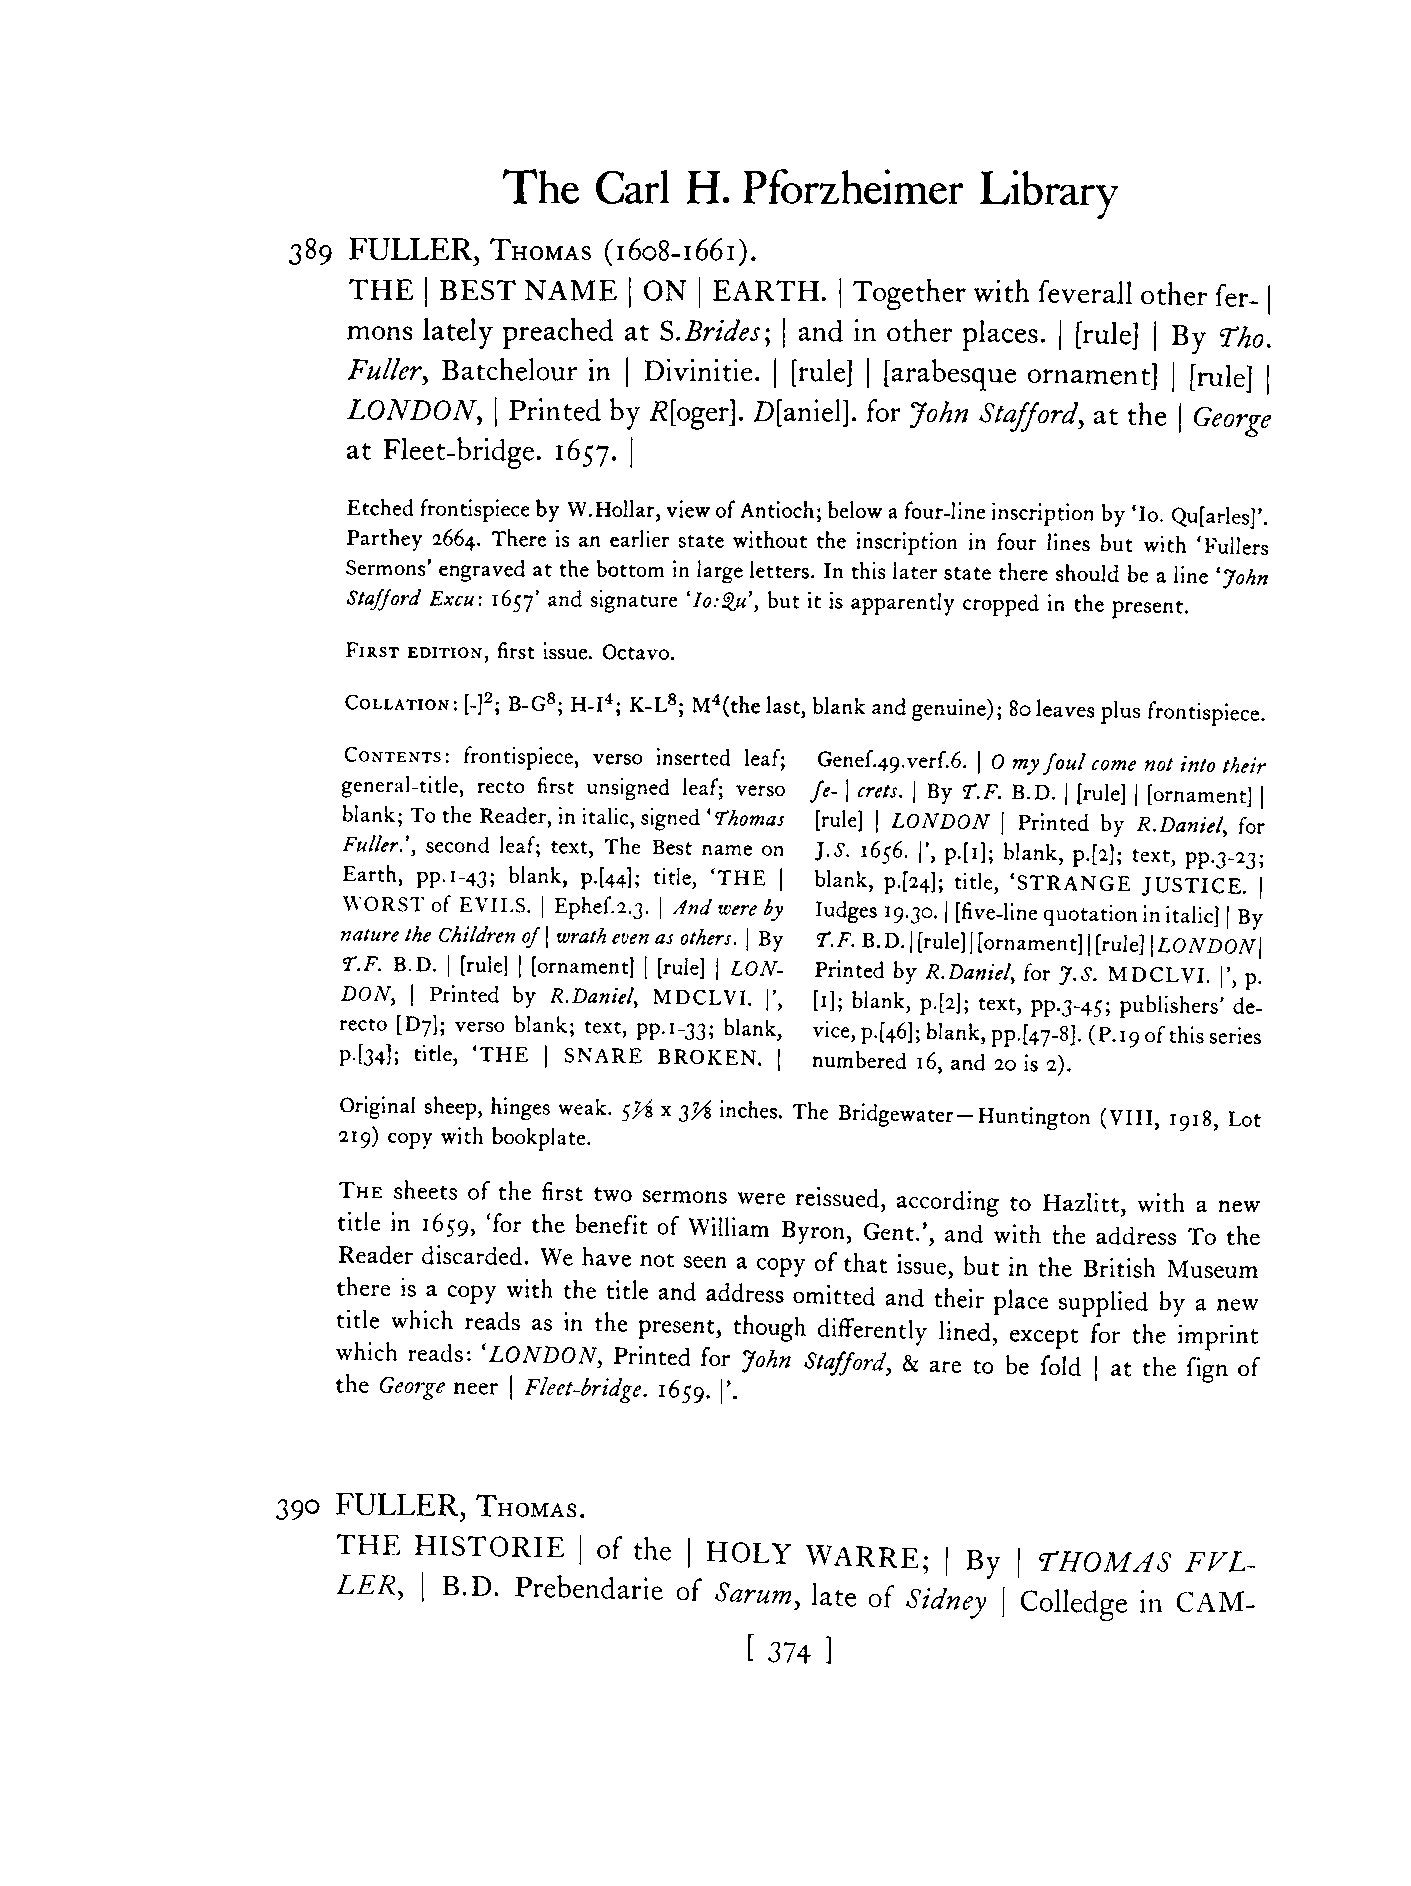 The Carl H. Pforzheimer Library
389 FULLER, THOMAS (1608-1661).
THE | BEST NAME | ON | EARTH. | Together with ſeverall other ſer- |
mons lately preached at S.Brides; | and in other places. | [rule] | By Tho.
Fuller, Batchelour in | Divinitie. | [rule] | [arabesque ornament] | [rule] |
LONDON, | Printed by R[oger]. D[aniel]. for John Stafford, at the | George
at Fleet-bridge. 1657. |
Etched frontispiece by W.Hollar, view of Antioch; below a four-line inscription by ‘Io. Qu[arles]’.
Parthey 2664. There is an earlier state without the inscription in four lines but with ‘Fullers
Sermons’ engraved at the bottom in large letters. In this later state there should be a line ‘John
Stafford Excu: 1657’ and signature ‘Io:Qu’, but it is apparently cropped in the present.
FIRST EDITION, first issue. Octavo.
COLLATION: [-]²; B-G⁸; H-I⁴; K-L⁸; M⁴(the last, blank and genuine); 80 leaves plus frontispiece.
CONTENTS: frontispiece, verso inserted leaf;
general-title, recto first unsigned leaf; verso
blank; To the Reader, in italic, signed ‘Thomas
Fuller.’, second leaf; text, The Best name on
Earth, pp.1-43; blank, p.[44]; title, ‘THE |
WORST of EVILS. | Epheſ.2.3. | And were by
nature the Children of | wrath even as others. | By
T.F. B.D. | [rule] | [ornament] | [rule] | LON-
DON, | Printed by R.Daniel, MDCLVI. |’,
recto [D7]; verso blank; text, pp.1-33; blank,
p.[34]; title, ‘THE | SNARE BROKEN. |
Geneſ.49.verſ.6. | O my ſoul come not into their
ſe- | crets. | By T.F. B.D. | [rule] | [ornament] |
[rule] | LONDON | Printed by R.Daniel, for
J.S. 1656. |’, p.[1]; blank, p.[2]; text, pp.3-23;
blank, p.[24]; title, ‘STRANGE JUSTICE. |
Iudges 19.30. | [five-line quotation in italic] | By
T.F. B.D. | [rule] | [ornament] | [rule] | LONDON |
Printed by R.Daniel, for J.S. MDCLVI. |’, p.
[1]; blank, p.[2]; text, pp.3-45; publishers’ de-
vice, p.[46]; blank, pp.[47-8]. (P.19 of this series
numbered 16, and 20 is 2).
Original sheep, hinges weak. 5⅞ x 3⅞ inches. The Bridgewater—Huntington (VIII, 1918, Lot
219) copy with bookplate.
THE sheets of the first two sermons were reissued, according to Hazlitt, with a new
title in 1659, ‘for the benefit of William Byron, Gent.’, and with the address To the
Reader discarded. We have not seen a copy of that issue, but in the British Museum
there is a copy with the title and address omitted and their place supplied by a new
title which reads as in the present, though differently lined, except for the imprint
which reads: ‘LONDON, Printed for John Stafford, & are to be ſold | at the ſign of
the George neer | Fleet-bridge. 1659. |’.
390 FULLER, THOMAS.
THE HISTORIE | of the | HOLY WARRE; | By | THOMAS FVL-
LER, | B.D. Prebendarie of Sarum, late of Sidney | Colledge in CAM-
[ 374 ]